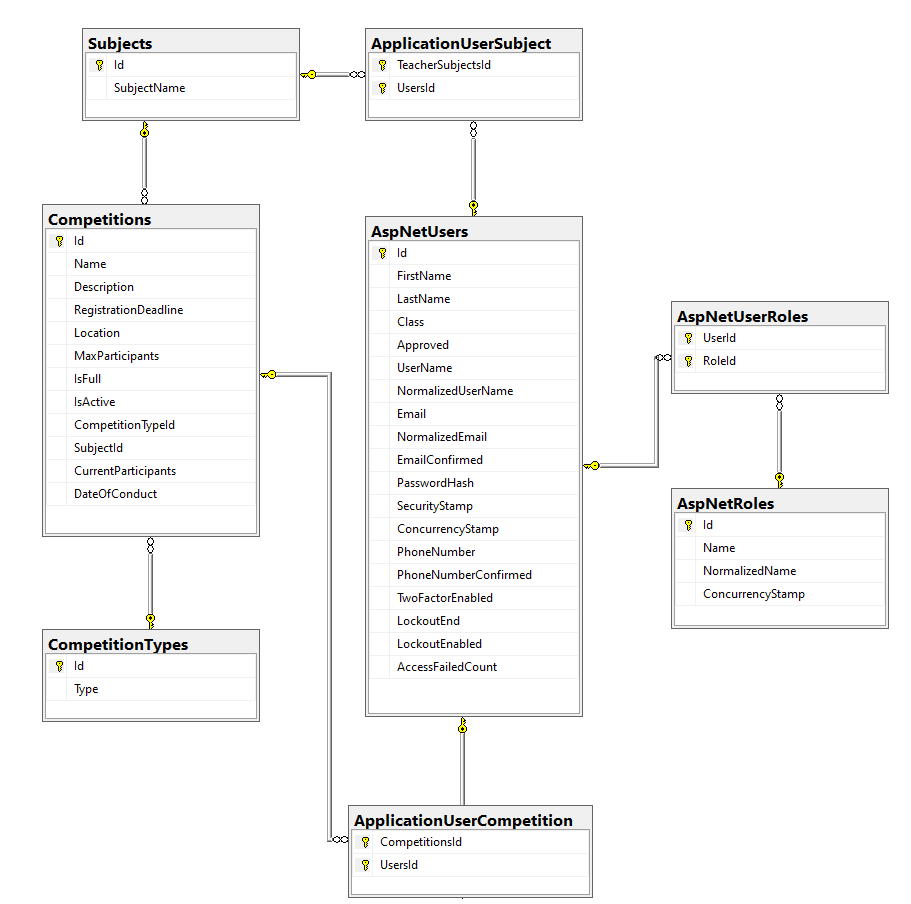 Subjects
Id
SubjectName
ApplicationUserSubject
TeacherSubjectsId
UsersId
Competitions
Id
Name
Description
RegistrationDeadline
Location
MaxParticipants
IsFull
IsActive
CompetitionTypeId
SubjectId
CurrentParticipants
DateOfConduct
AspNetUsers
Id
FirstName
LastName
Class
Approved
UserName
NormalizedUserName
Email
NormalizedEmail
EmailConfirmed
PasswordHash
SecurityStamp
ConcurrencyStamp
PhoneNumber
PhoneNumberConfirmed
TwoFactorEnabled
LockoutEnd
LockoutEnabled
AccessFailedCount
AspNetUserRoles
UserId
RoleId
AspNetRoles
Id
Name
NormalizedName
ConcurrencyStamp
CompetitionTypes
Id
Type
ApplicationUserCompetition
CompetitionsId
UsersId